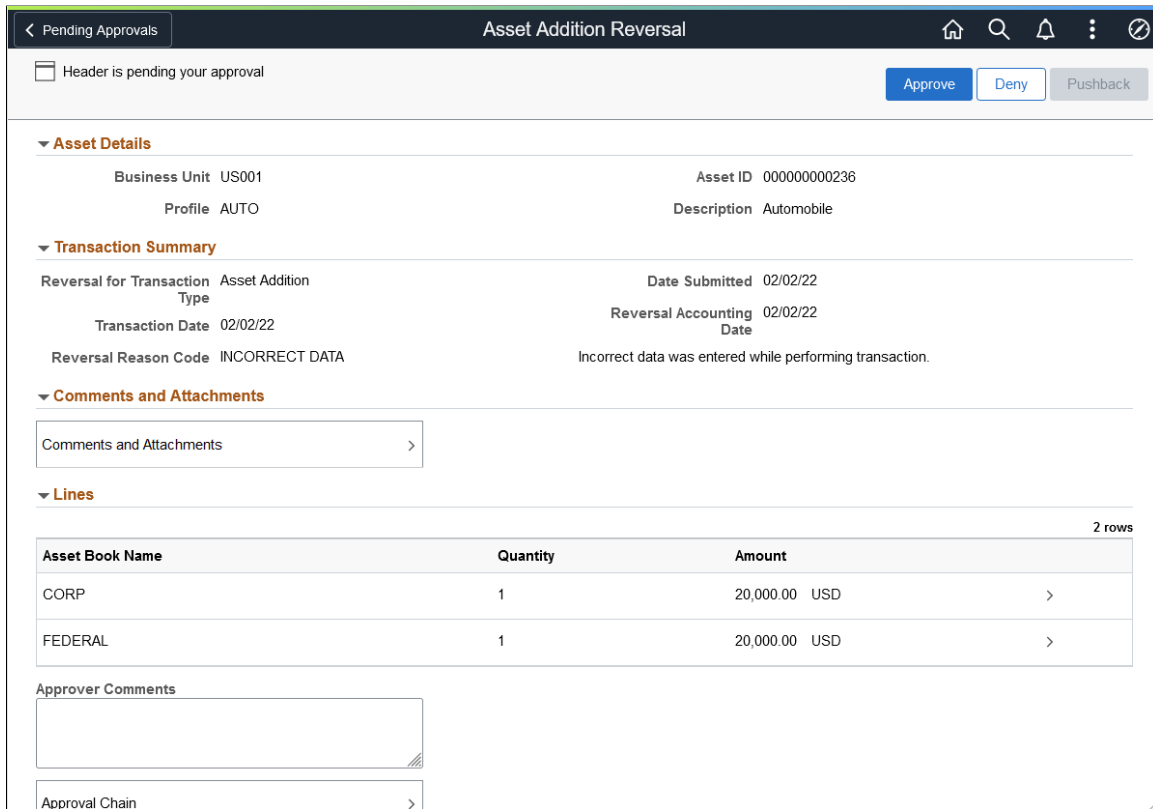 Pending Approvals
Asset Addition Reversal
Header is pending your approval
Approve
Deny
Pushback
Asset Details
Business Unit US001
Asset ID 000000000236
Profile AUTO
Description Automobile
Transaction Summary
Reversal for Transaction Type Asset Addition
Date Submitted 02/02/22
Transaction Date 02/02/22
Reversal Accounting Date 02/02/22
Reversal Reason Code INCORRECT DATA
Incorrect data was entered while performing transaction.
Comments and Attachments
Comments and Attachments
Lines
2 rows
Asset Book Name Quantity Amount
CORP 1 20,000.00 USD
FEDERAL 1 20,000.00 USD
Approver Comments
Approval Chain